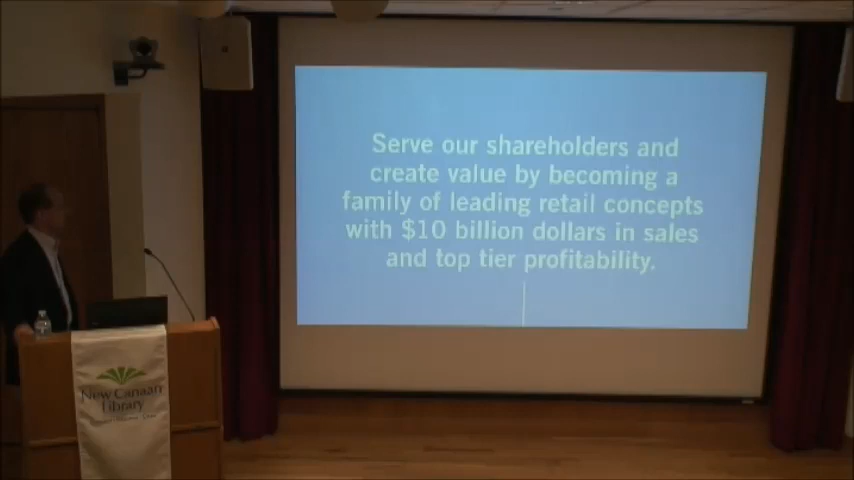 Serve our shareholders and
create value by becoming a
family of leading retail concepts
with $10 billion dollars in sales
and top tier profitability.
New Canaan
Library